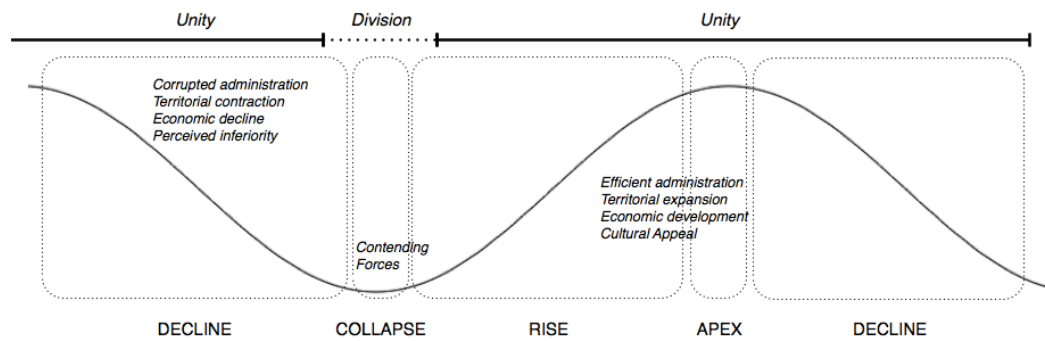 Unity
Division
Unity
Corrupted administration
Territorial contraction
Economic decline
Perceived inferiority
Efficient administration
Territorial expansion
Economic development
Cultural Appeal
Contending
Forces
DECLINE
COLLAPSE
RISE
APEX
DECLINE